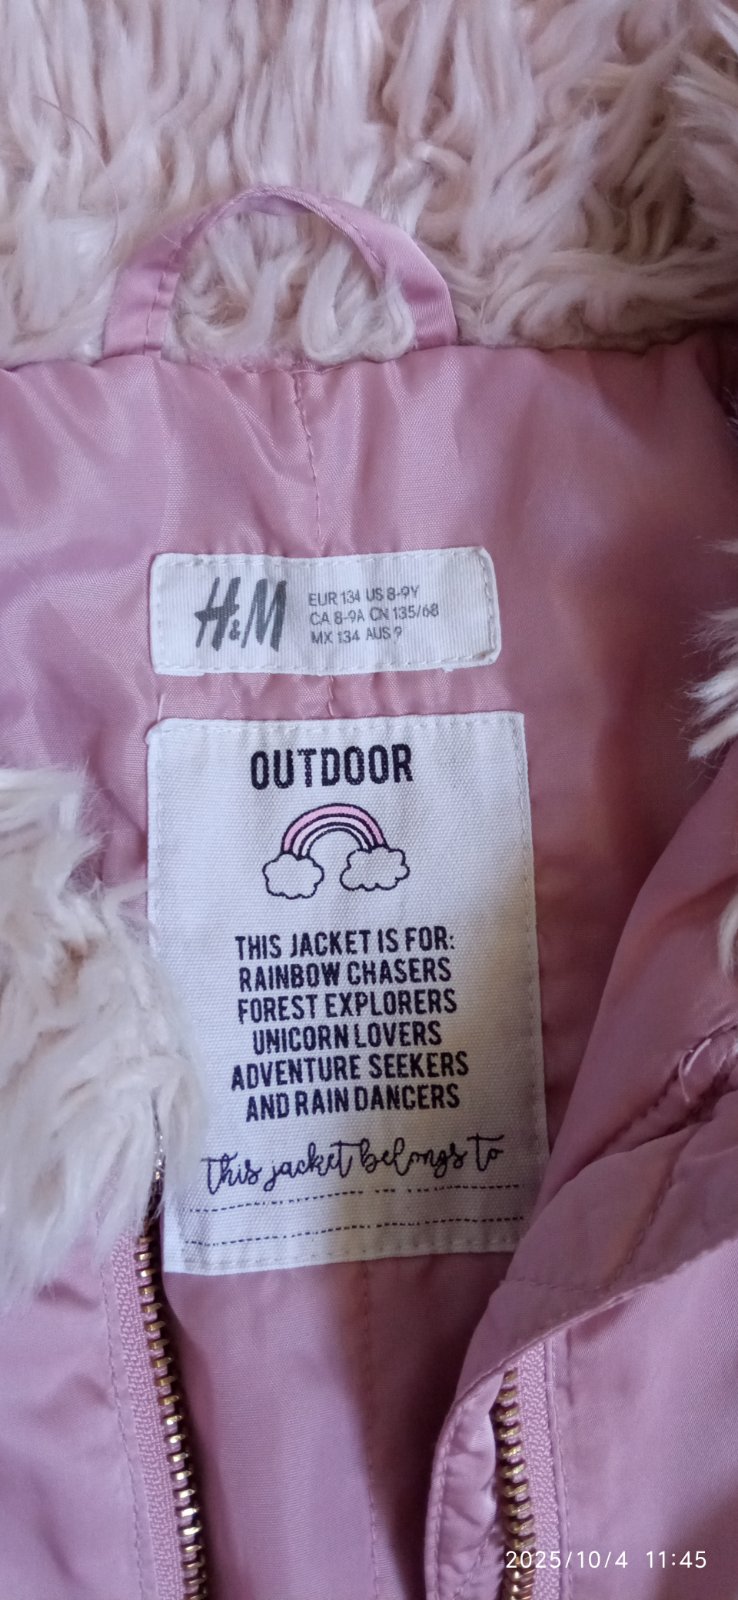 H&M
EUR 134 US 8-9Y
CA 8-9A CN 135/68
MX 134 AUS 9
OUTDOOR
THIS JACKET IS FOR:
RAINBOW CHASERS
FOREST EXPLORERS
UNICORN LOVERS
ADVENTURE SEEKERS
AND RAIN DANCERS
this jacket belongs to
2025/10/4 11:45